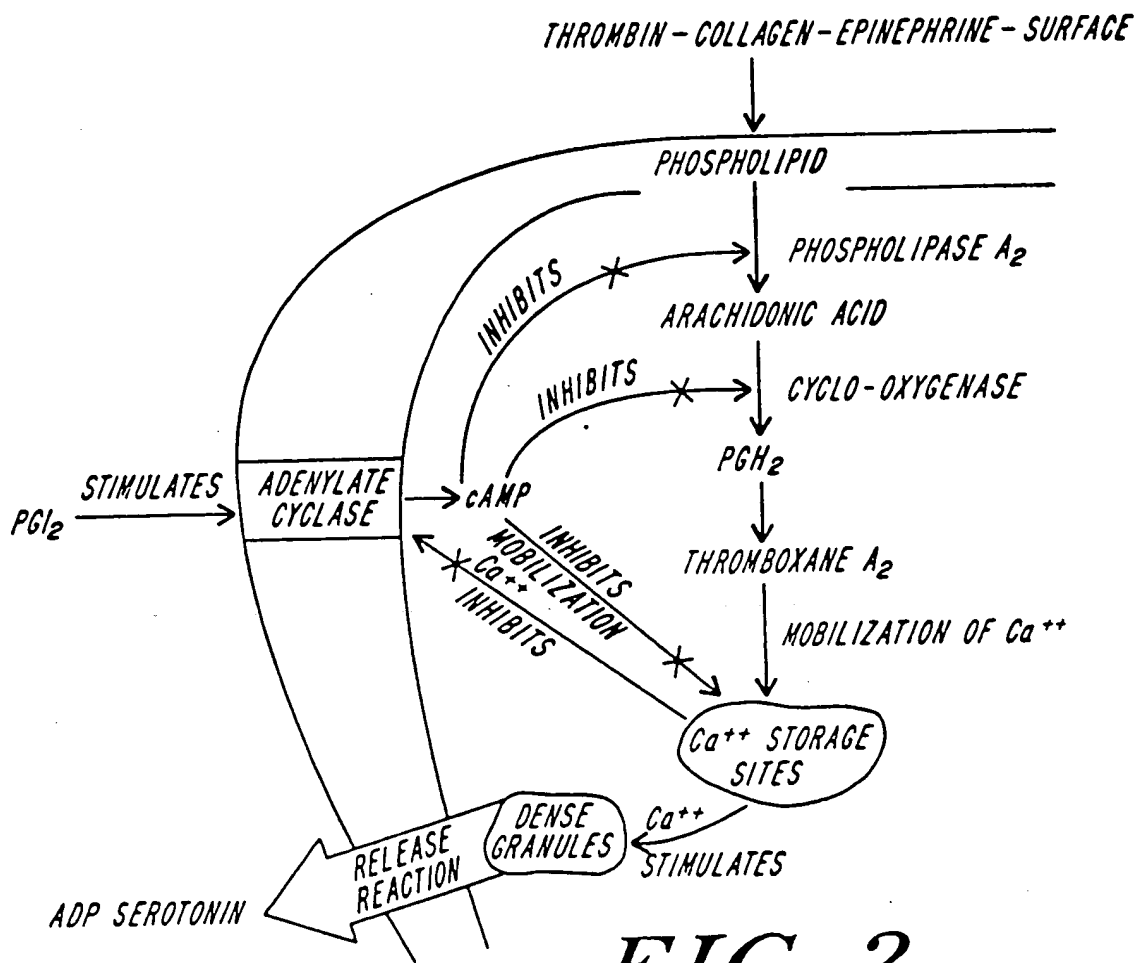 THROMBIN-COLLAGEN-EPINEPHRINE-SURFACE
PHOSPHOLIPID
PHOSPHOLIPASE A2
INHIBITS
ARACHIDONIC ACID
INHIBITS
CYCLO-OXYGENASE
PGH2
STIMULATES
PGI2
ADENYLATE
CYCLASE
cAMP
INHIBITS
MOBILIZATION
Ca++
INHIBITS
THROMBOXANE A2
MOBILIZATION OF Ca++
Ca++ STORAGE
SITES
Ca++
STIMULATES
DENSE
GRANULES
RELEASE
REACTION
ADP SEROTONIN
FIG. 2